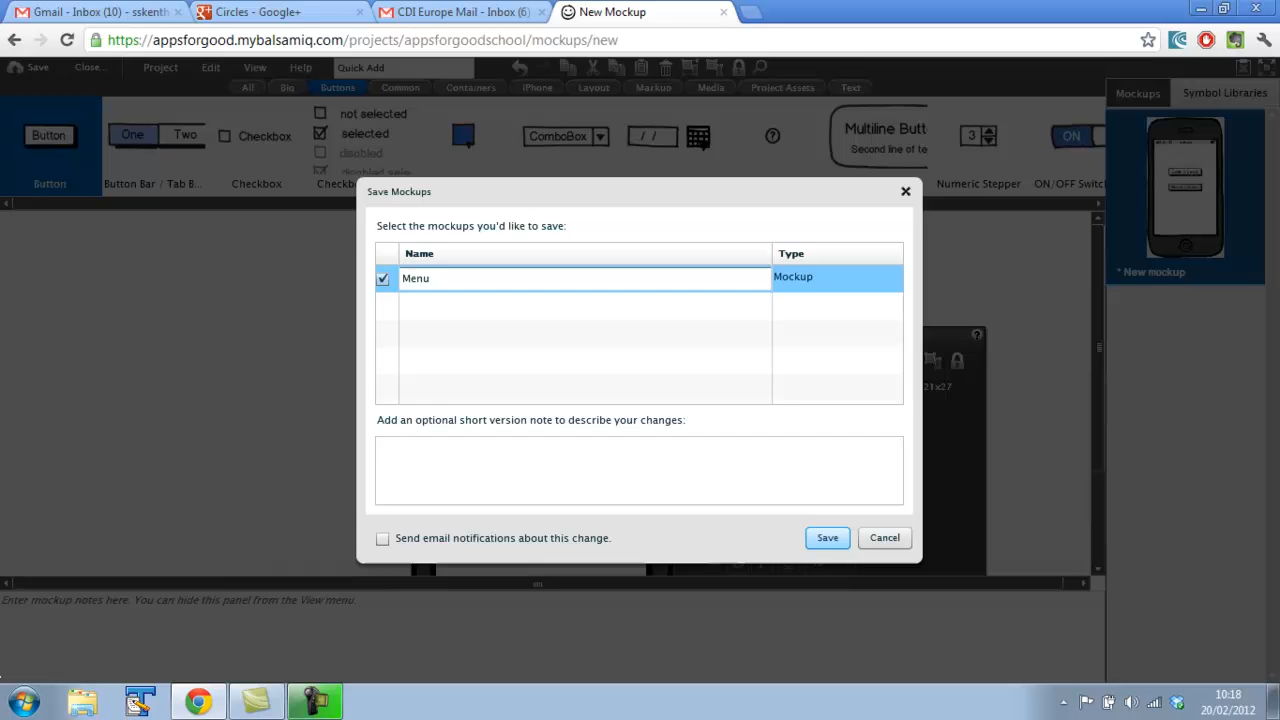 Gmail - Inbox (10) - sskenth
Circles - Google+
CDI Europe Mail - Inbox (6)
New Mockup
https://appsforgood.mybalsamiq.com/projects/appsforgoodschool/mockups/new
Save Close... Project Edit View Help Quick Add
All Big Buttons Common Containers iPhone Layout Markup Media Project Assets Text
Mockups Symbol Libraries
Button One Two Checkbox
not selected
selected
disabled
ComboBox / /
Multiline Butt
Second line of te
3 ON
Button Button Bar / Tab B... Checkbox Checkb
Numeric Stepper ON/OFF Switc
Save Mockups
Select the mockups you'd like to save:
Name Type
Menu Mockup
* New mockup
21x27
Add an optional short version note to describe your changes:
Send email notifications about this change.
Save Cancel
Enter mockup notes here. You can hide this panel from the View menu.
10:18
20/02/2012